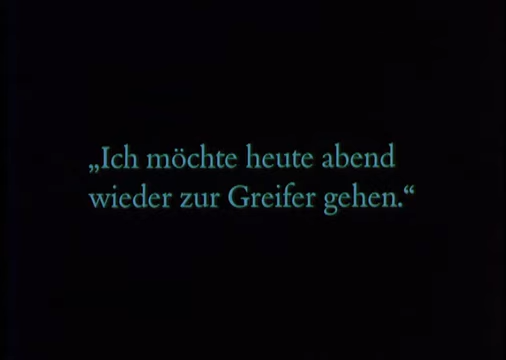 „Ich möchte heute abend
wieder zur Greifer gehen.“